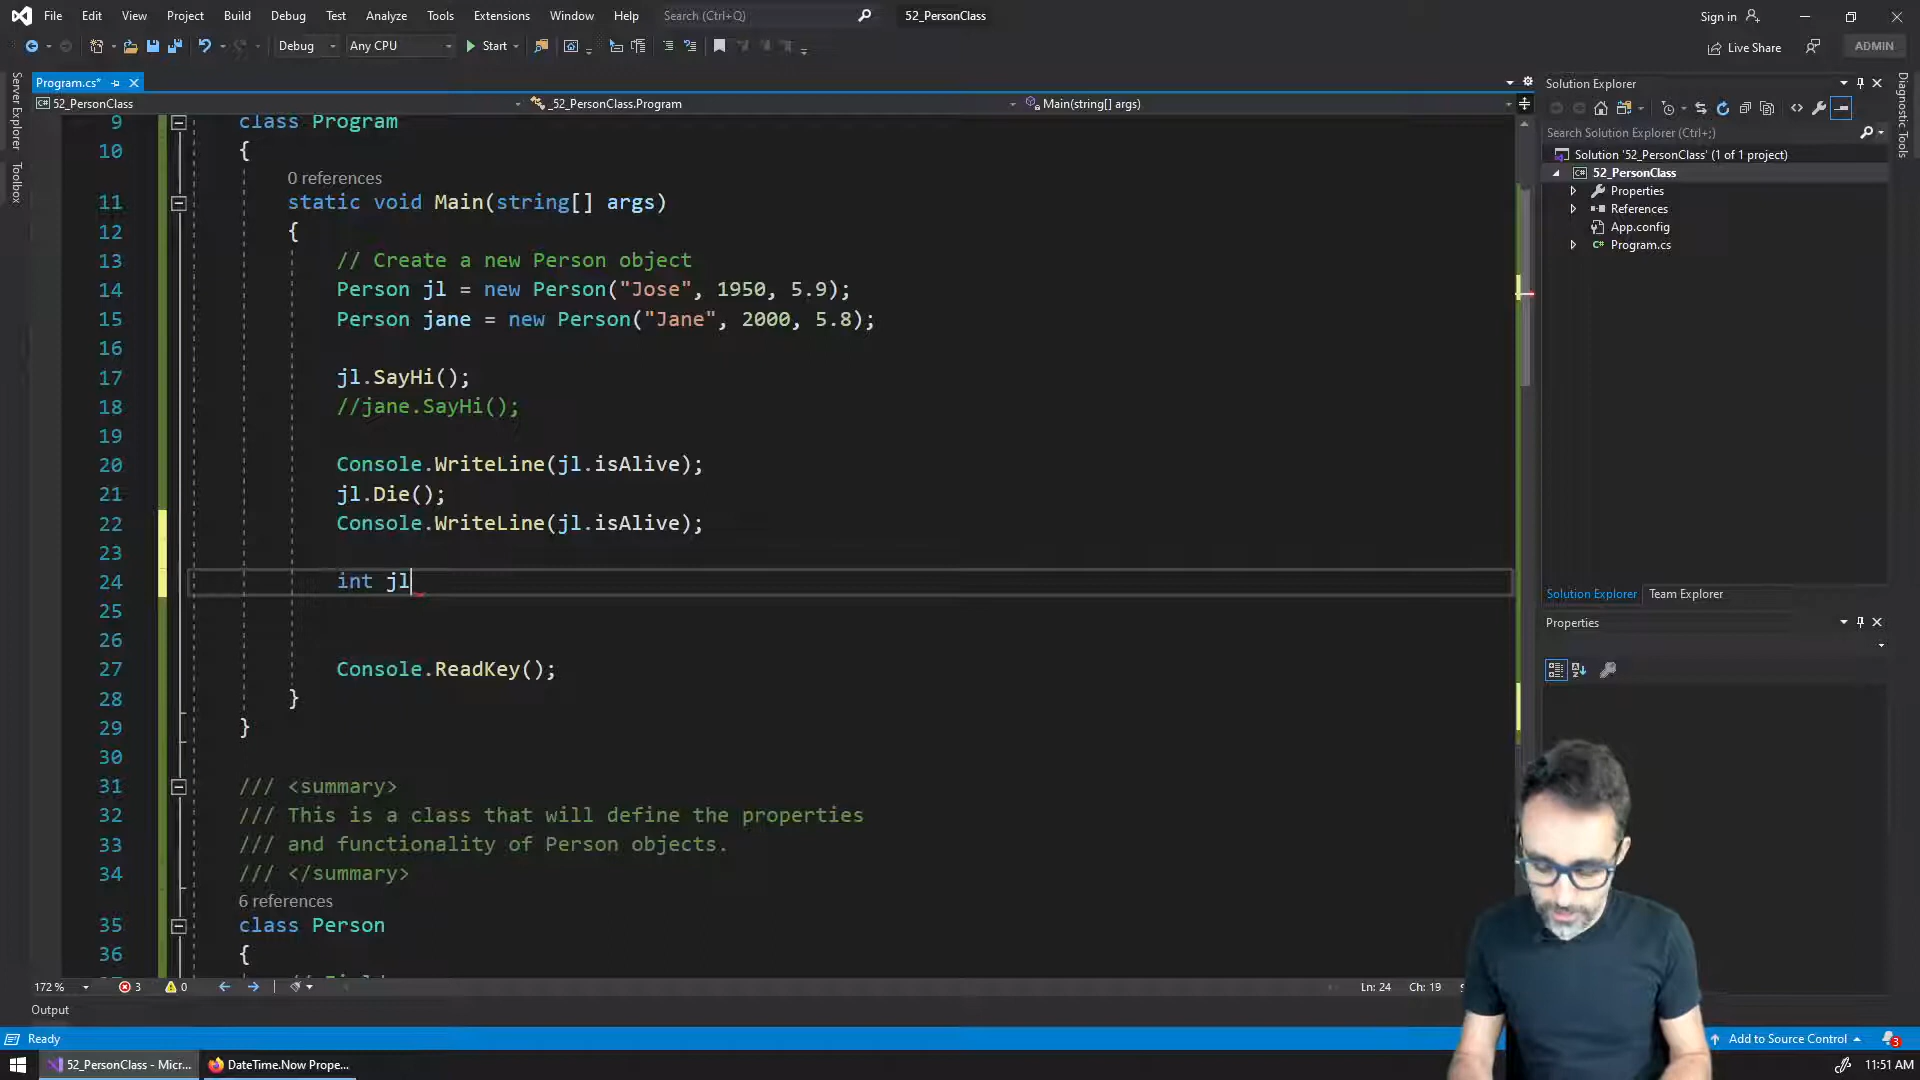 File Edit View Project Build Debug Test Analyze Tools Extensions Window Help Search (Ctrl+Q) 52_PersonClass Sign in
Debug Any CPU Start Live Share ADMIN
Program.cs*
52_PersonClass _52_PersonClass.Program Main(string[] args)
Server Explorer
Toolbox
9 class Program
10 {
0 references
11 static void Main(string[] args)
12 {
13 // Create a new Person object
14 Person jl = new Person("Jose", 1950, 5.9);
15 Person jane = new Person("Jane", 2000, 5.8);
16
17 jl.SayHi();
18 //jane.SayHi();
19
20 Console.WriteLine(jl.isAlive);
21 jl.Die();
22 Console.WriteLine(jl.isAlive);
23
24 int jl
25
26
27 Console.ReadKey();
28 }
29 }
30
31 /// <summary>
32 /// This is a class that will define the properties
33 /// and functionality of Person objects.
34 /// </summary>
6 references
35 class Person
36 {
172 % 3 0 Ln: 24 Ch: 19
Output
Solution Explorer
Search Solution Explorer (Ctrl+;)
Solution '52_PersonClass' (1 of 1 project)
52_PersonClass
Properties
References
App.config
Program.cs
Solution Explorer Team Explorer
Properties
Diagnostic Tools
Ready Add to Source Control 3
52_PersonClass - Micr... DateTime.Now Prope... 11:51 AM